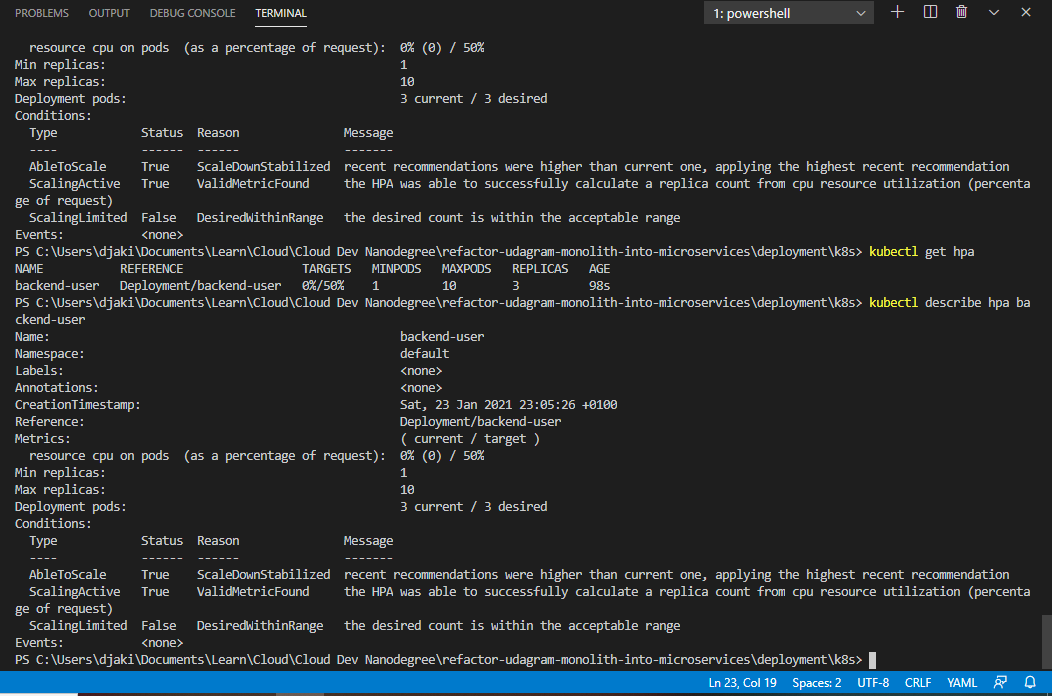 PROBLEMS OUTPUT DEBUG CONSOLE TERMINAL 1: powershell
resource cpu on pods (as a percentage of request): 0% (0) / 50%
Min replicas: 1
Max replicas: 10
Deployment pods: 3 current / 3 desired
Conditions:
Type Status Reason Message
---- ------ ------ -------
AbleToScale True ScaleDownStabilized recent recommendations were higher than current one, applying the highest recent recommendation
ScalingActive True ValidMetricFound the HPA was able to successfully calculate a replica count from cpu resource utilization (percenta
ge of request)
ScalingLimited False DesiredWithinRange the desired count is within the acceptable range
Events: <none>
PS C:\Users\djaki\Documents\Learn\Cloud\Cloud Dev Nanodegree\refactor-udagram-monolith-into-microservices\deployment\k8s> kubectl get hpa
NAME REFERENCE TARGETS MINPODS MAXPODS REPLICAS AGE
backend-user Deployment/backend-user 0%/50% 1 10 3 98s
PS C:\Users\djaki\Documents\Learn\Cloud\Cloud Dev Nanodegree\refactor-udagram-monolith-into-microservices\deployment\k8s> kubectl describe hpa ba
ckend-user
Name: backend-user
Namespace: default
Labels: <none>
Annotations: <none>
CreationTimestamp: Sat, 23 Jan 2021 23:05:26 +0100
Reference: Deployment/backend-user
Metrics: ( current / target )
resource cpu on pods (as a percentage of request): 0% (0) / 50%
Min replicas: 1
Max replicas: 10
Deployment pods: 3 current / 3 desired
Conditions:
Type Status Reason Message
---- ------ ------ -------
AbleToScale True ScaleDownStabilized recent recommendations were higher than current one, applying the highest recent recommendation
ScalingActive True ValidMetricFound the HPA was able to successfully calculate a replica count from cpu resource utilization (percenta
ge of request)
ScalingLimited False DesiredWithinRange the desired count is within the acceptable range
Events: <none>
PS C:\Users\djaki\Documents\Learn\Cloud\Cloud Dev Nanodegree\refactor-udagram-monolith-into-microservices\deployment\k8s>
Ln 23, Col 19 Spaces: 2 UTF-8 CRLF YAML